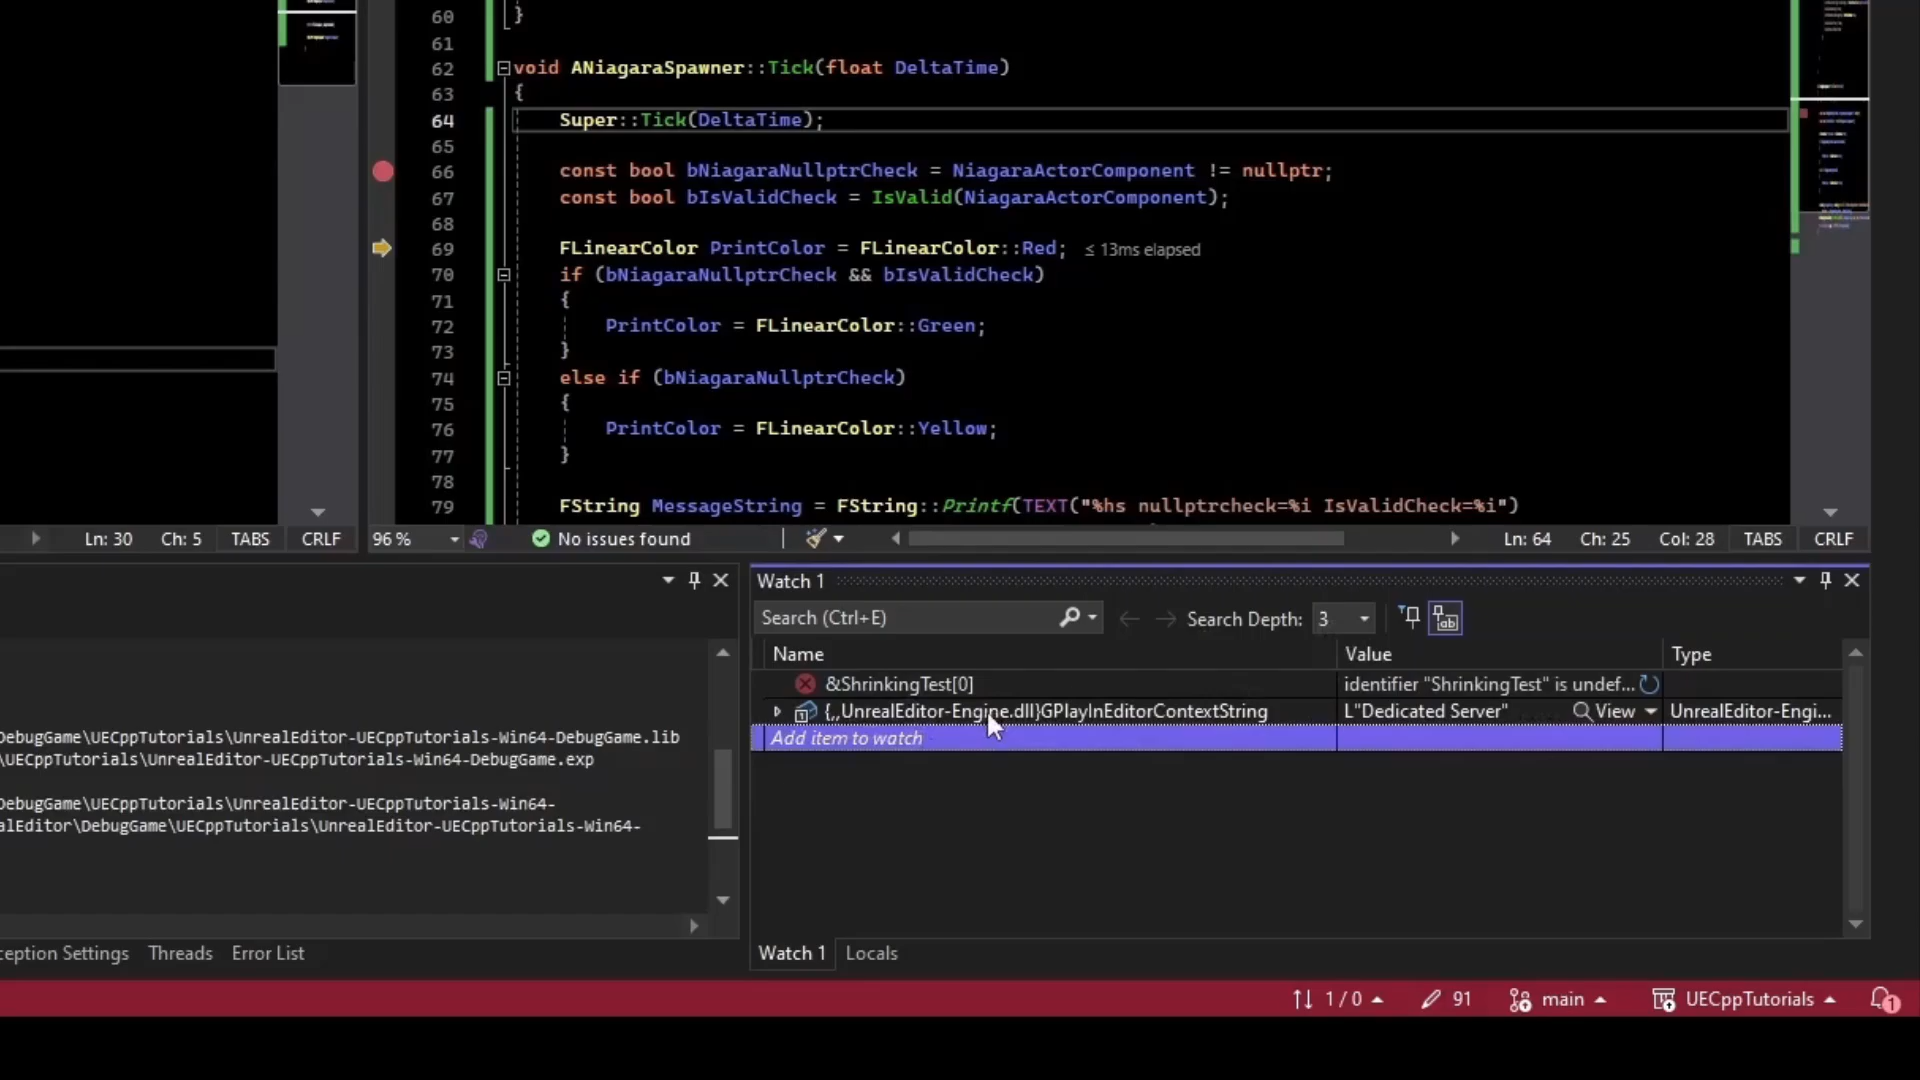 60 }
61
62 void ANiagaraSpawner::Tick(float DeltaTime)
63 {
64 Super::Tick(DeltaTime);
65
66 const bool bNiagaraNullptrCheck = NiagaraActorComponent != nullptr;
67 const bool bIsValidCheck = IsValid(NiagaraActorComponent);
68
69 FLinearColor PrintColor = FLinearColor::Red; ≤ 13ms elapsed
70 if (bNiagaraNullptrCheck && bIsValidCheck)
71 {
72 PrintColor = FLinearColor::Green;
73 }
74 else if (bNiagaraNullptrCheck)
75 {
76 PrintColor = FLinearColor::Yellow;
77 }
78
79 FString MessageString = FString::Printf(TEXT("%hs nullptrcheck=%i IsValidCheck=%i")
Ln: 30 Ch: 5 TABS CRLF
96 % No issues found Ln: 64 Ch: 25 Col: 28 TABS CRLF
DebugGame\UECppTutorials\UnrealEditor-UECppTutorials-Win64-DebugGame.lib
\UECppTutorials\UnrealEditor-UECppTutorials-Win64-DebugGame.exp
DebugGame\UECppTutorials\UnrealEditor-UECppTutorials-Win64-
alEditor\DebugGame\UECppTutorials\UnrealEditor-UECppTutorials-Win64-
ception Settings Threads Error List
Watch 1
Search (Ctrl+E) Search Depth: 3
Name Value Type
&ShrinkingTest[0] identifier "ShrinkingTest" is undef...
{,,UnrealEditor-Engine.dll}GPlayInEditorContextString L"Dedicated Server" View UnrealEditor-Engi...
Add item to watch
Watch 1 Locals
1 / 0 91 main UECppTutorials 1